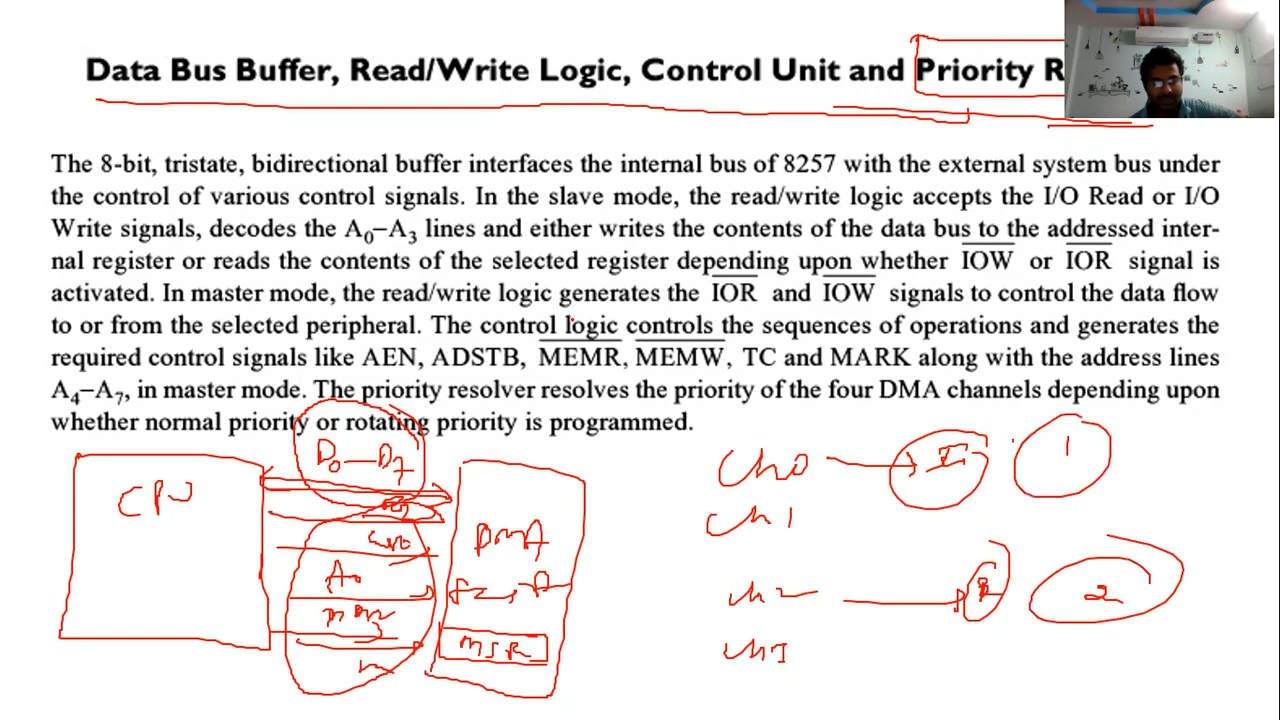 Data Bus Buffer, Read/Write Logic, Control Unit and Priority R
The 8-bit, tristate, bidirectional buffer interfaces the internal bus of 8257 with the external system bus under
the control of various control signals. In the slave mode, the read/write logic accepts the I/O Read or I/O
Write signals, decodes the A₀–A₃ lines and either writes the contents of the data bus to the addressed inter-
nal register or reads the contents of the selected register depending upon whether I̅O̅W̅ or I̅O̅R̅ signal is
activated. In master mode, the read/write logic generates the I̅O̅R̅ and I̅O̅W̅ signals to control the data flow
to or from the selected peripheral. The control logic controls the sequences of operations and generates the
required control signals like AEN, ADSTB, M̅E̅M̅R̅, M̅E̅M̅W̅, TC and MARK along with the address lines
A₄–A₇, in master mode. The priority resolver resolves the priority of the four DMA channels depending upon
whether normal priority or rotating priority is programmed.
D₀—D₇
CPU
DMA
A₀
MSR
Ch0
1
Ch1
Ch2
2
Ch3